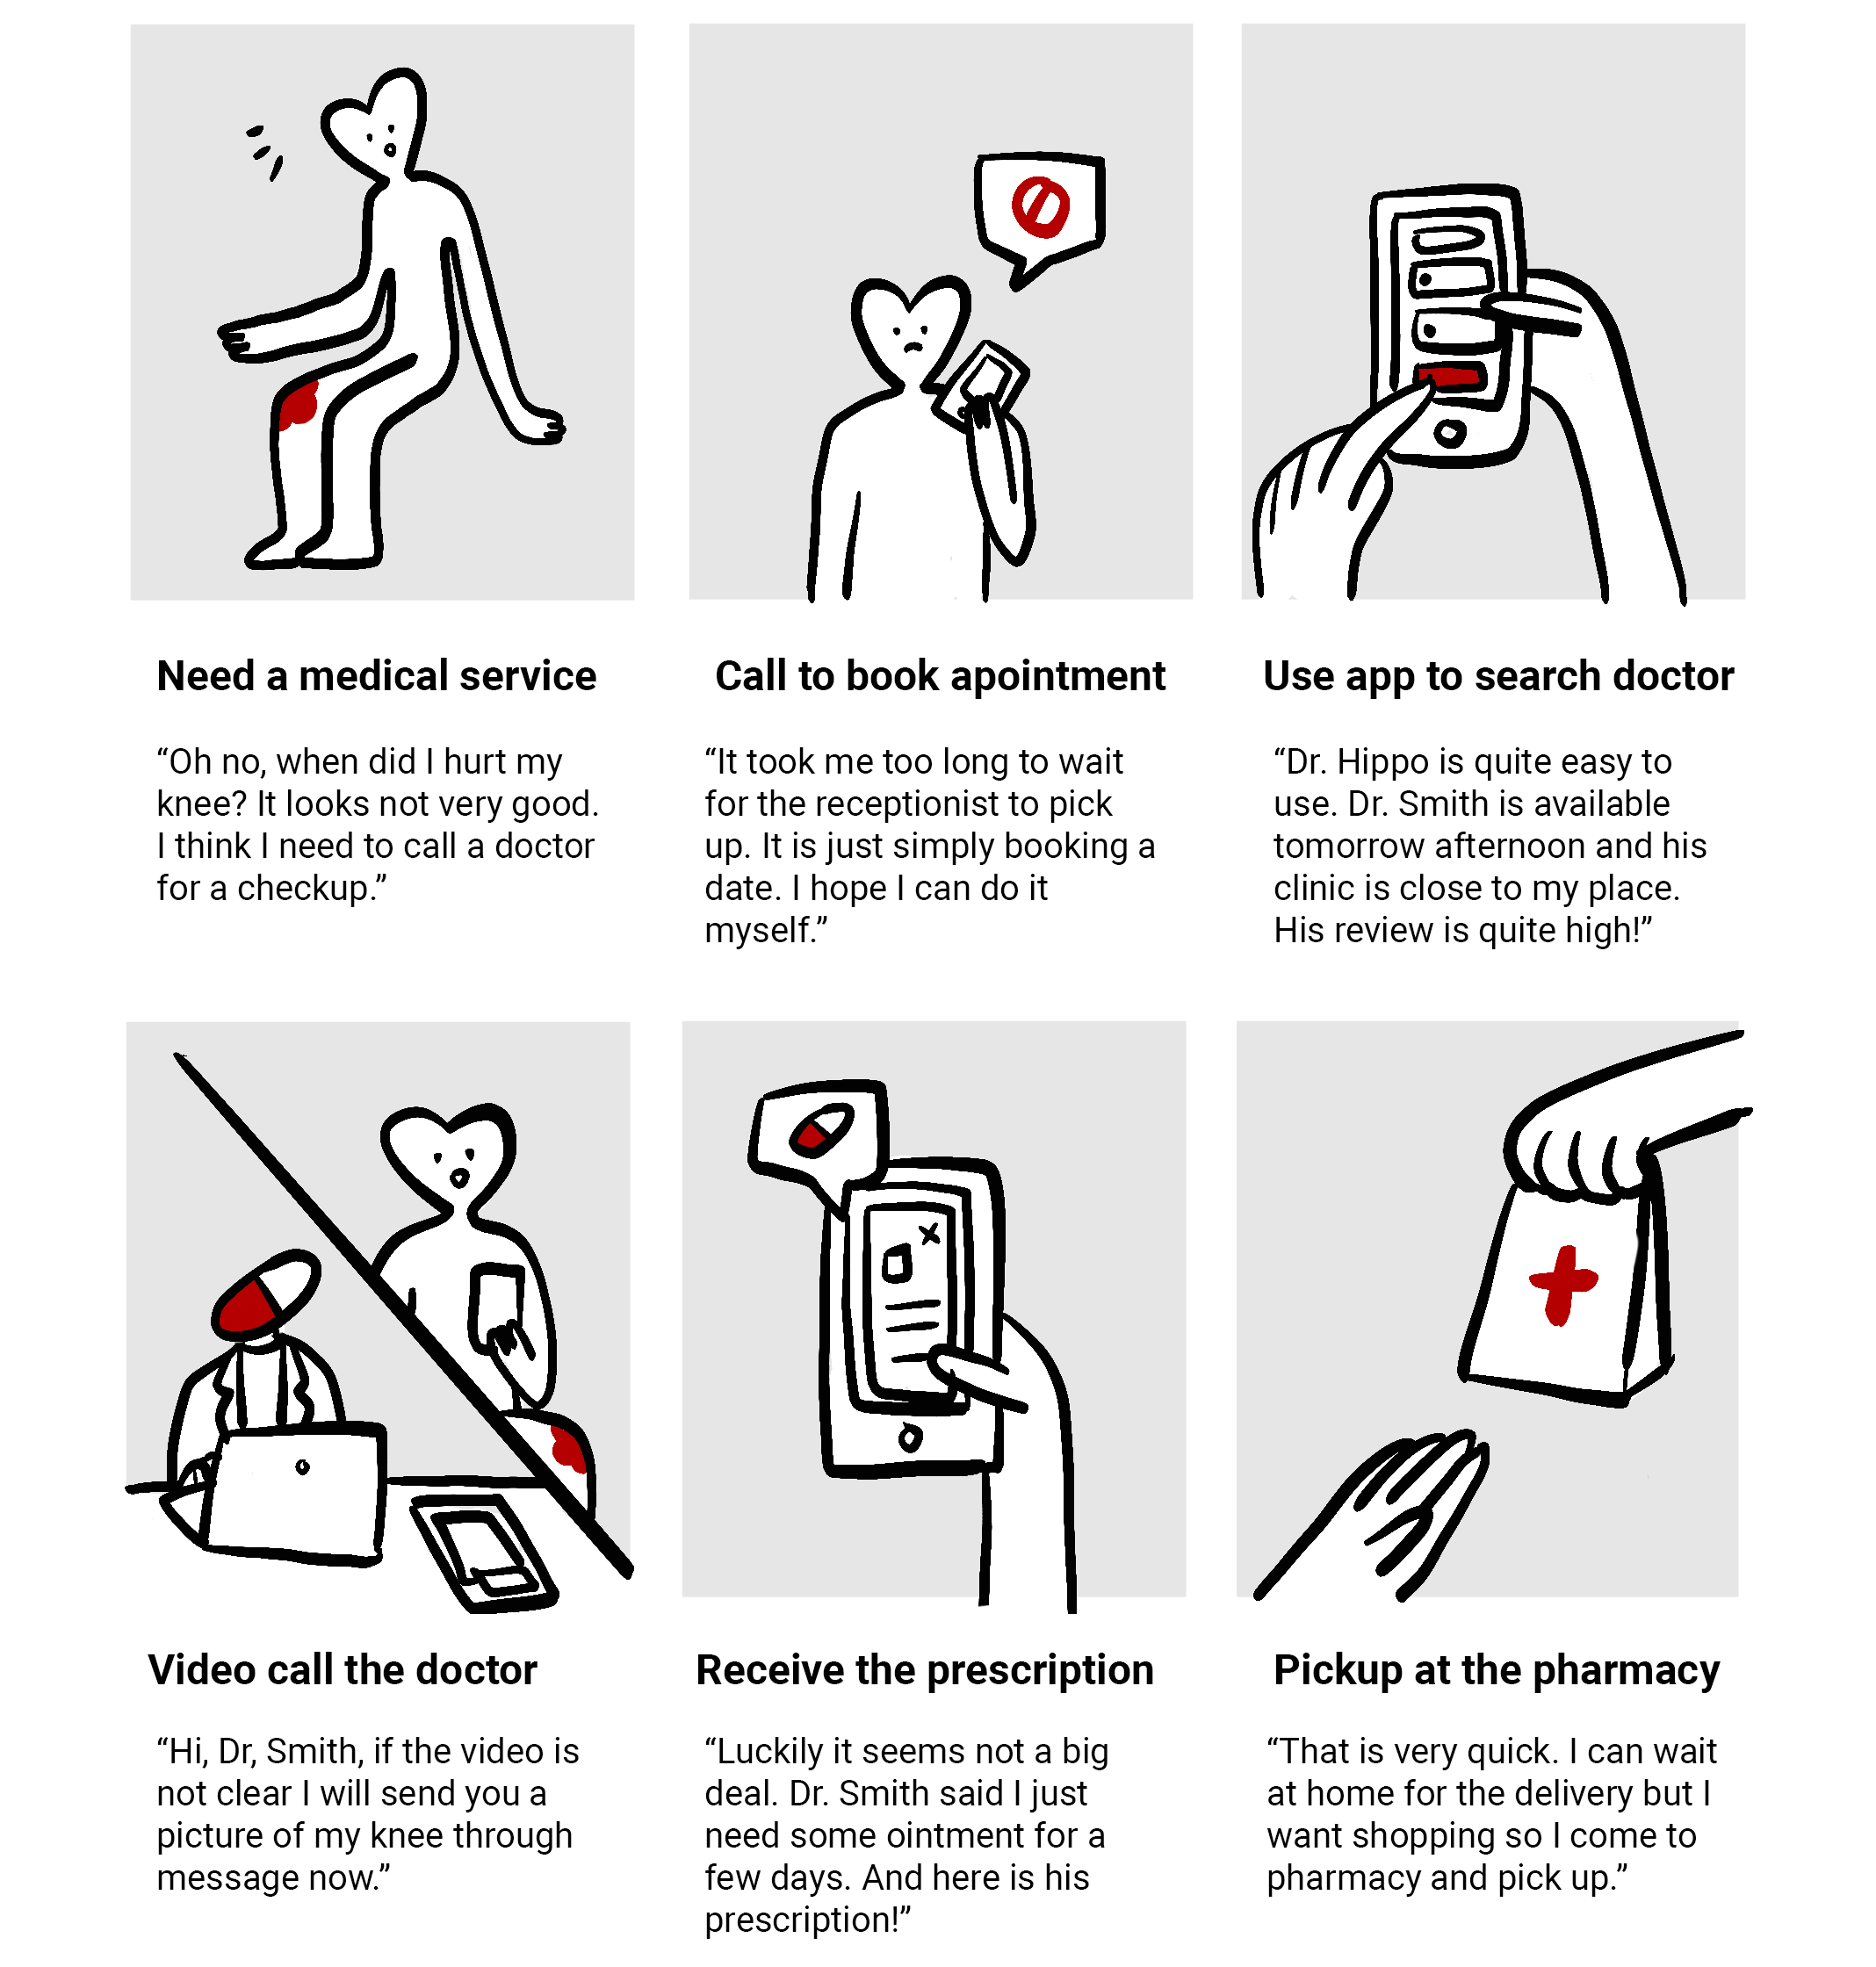 Need a medical service
“Oh no, when did I hurt my
knee? It looks not very good.
I think I need to call a doctor
for a checkup.”
Call to book apointment
“It took me too long to wait
for the receptionist to pick
up. It is just simply booking a
date. I hope I can do it
myself.”
Use app to search doctor
“Dr. Hippo is quite easy to
use. Dr. Smith is available
tomorrow afternoon and his
clinic is close to my place.
His review is quite high!”
Video call the doctor
“Hi, Dr, Smith, if the video is
not clear I will send you a
picture of my knee through
message now.”
Receive the prescription
“Luckily it seems not a big
deal. Dr. Smith said I just
need some ointment for a
few days. And here is his
prescription!”
Pickup at the pharmacy
“That is very quick. I can wait
at home for the delivery but I
want shopping so I come to
pharmacy and pick up.”